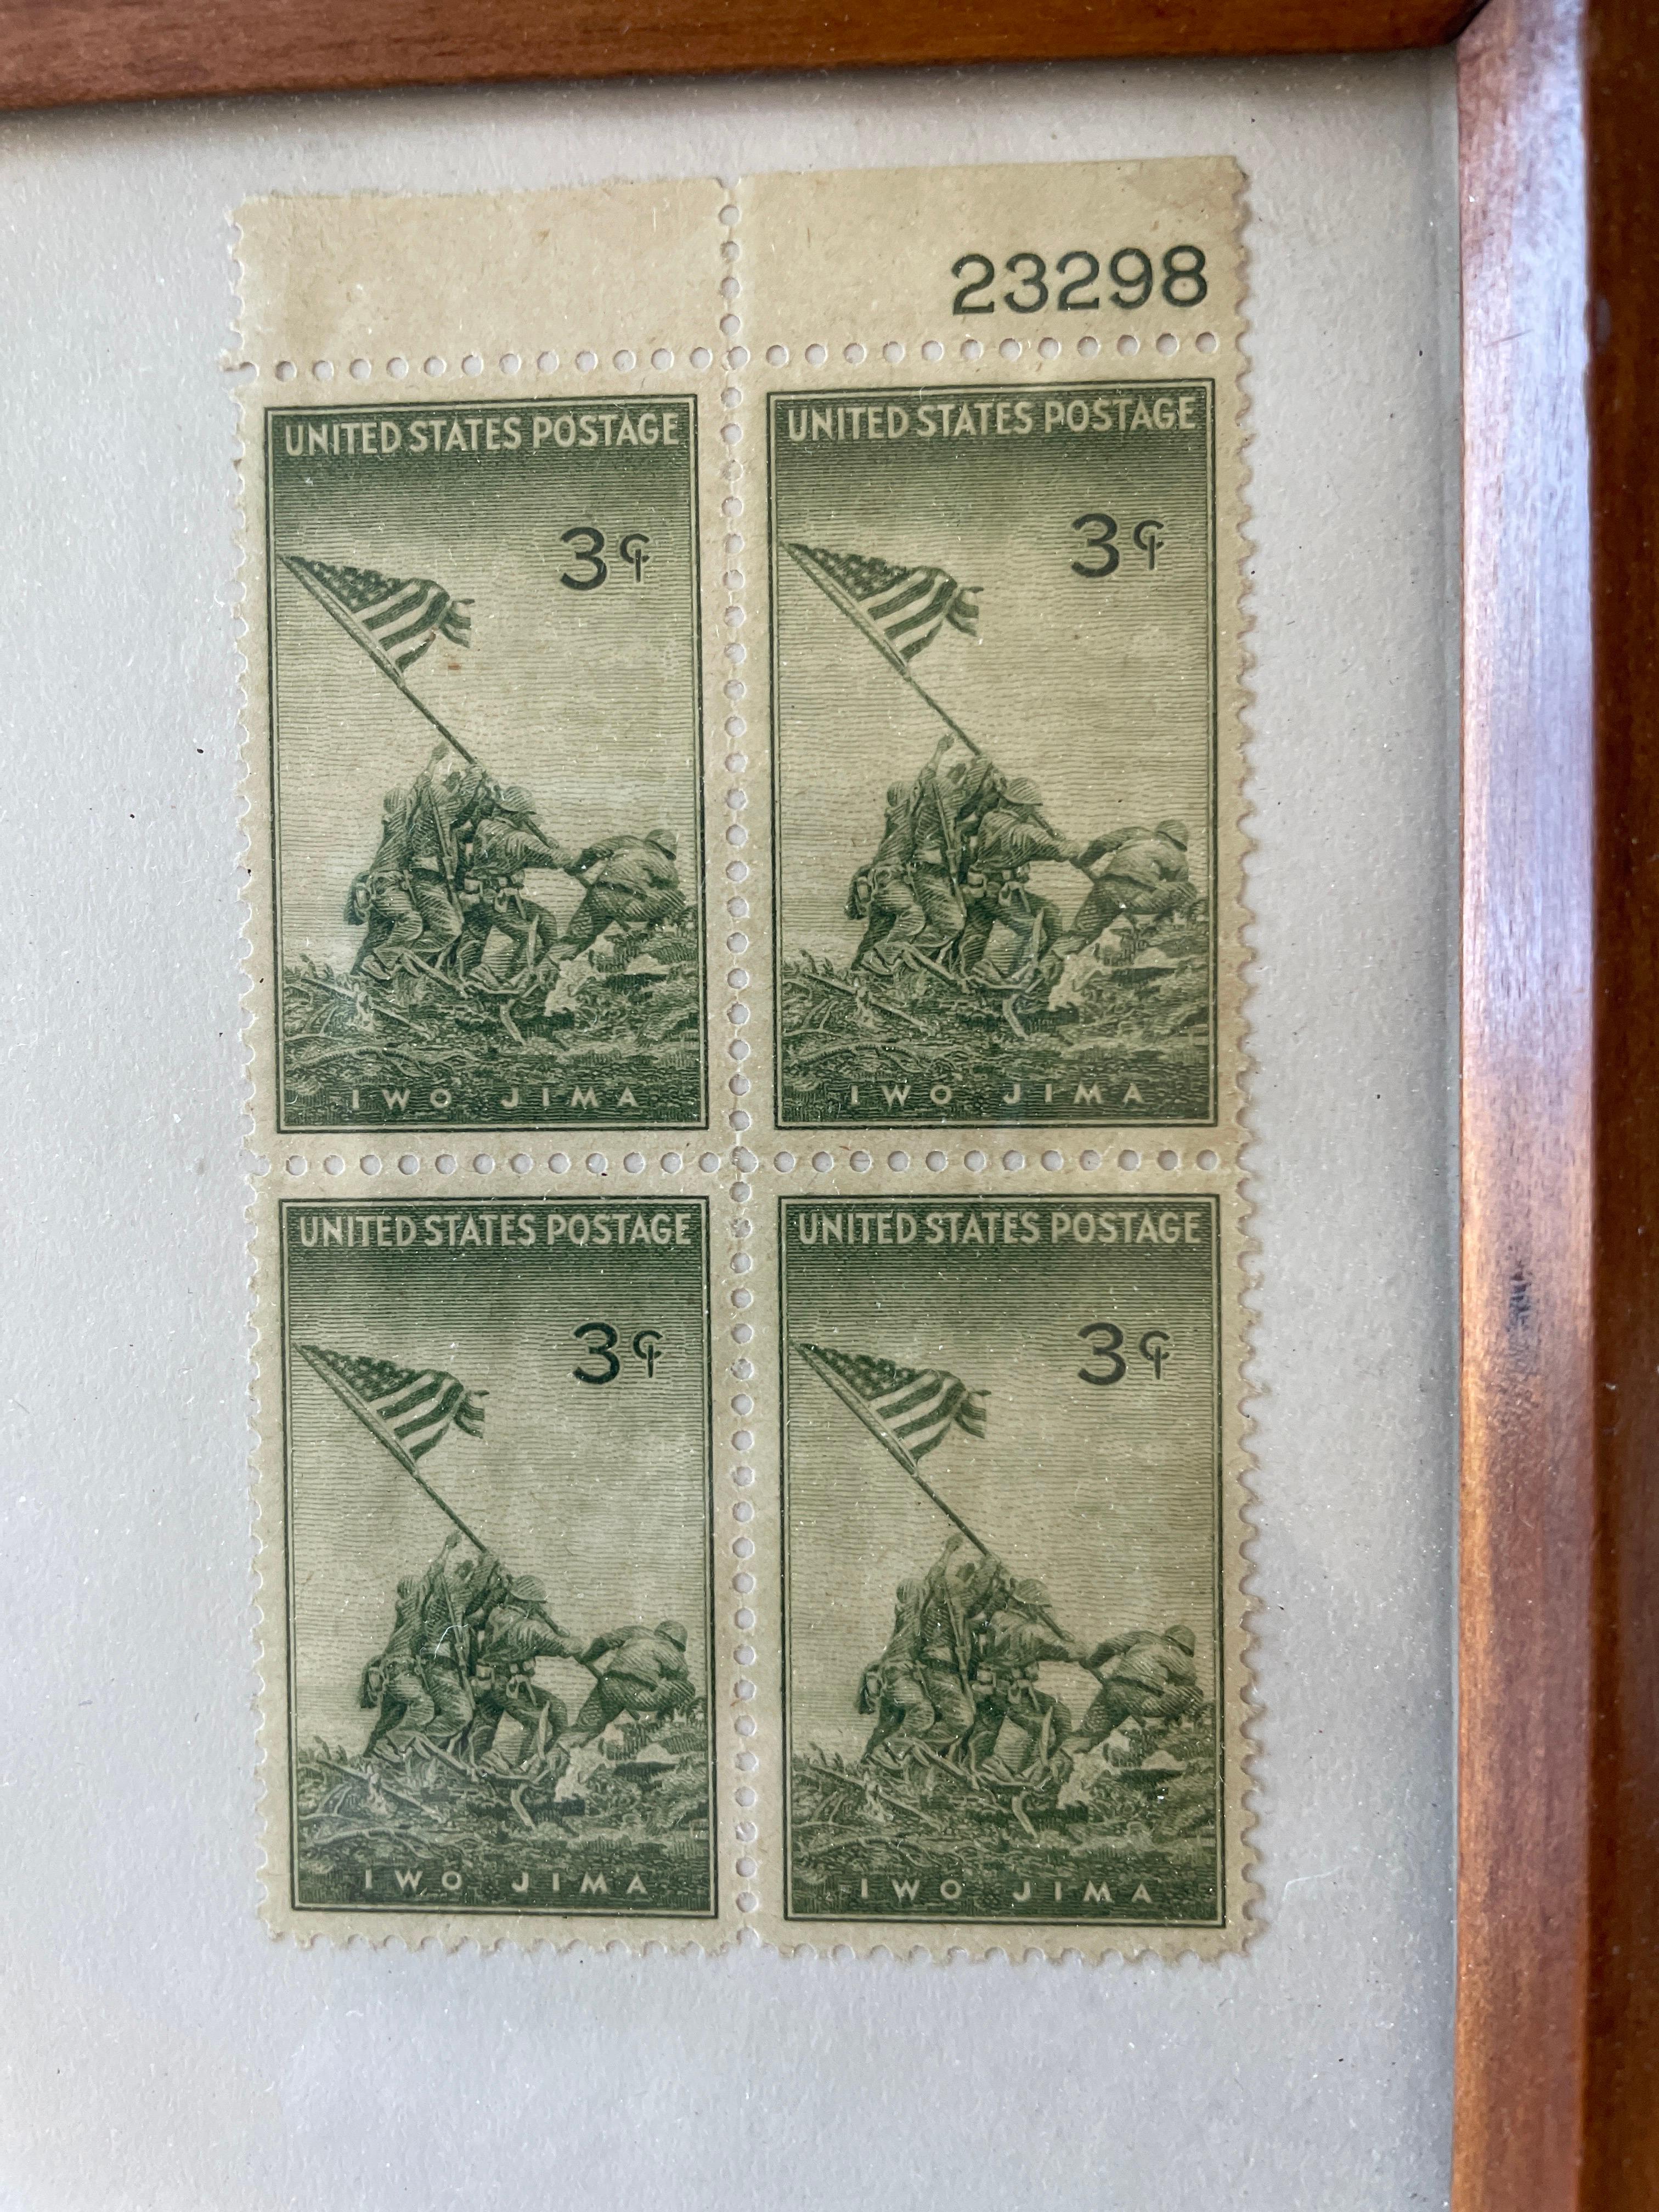 23298
UNITED STATES POSTAGE
3¢
IWO JIMA
UNITED STATES POSTAGE
3¢
IWO JIMA
UNITED STATES POSTAGE
3¢
IWO JIMA
UNITED STATES POSTAGE
3¢
IWO JIMA